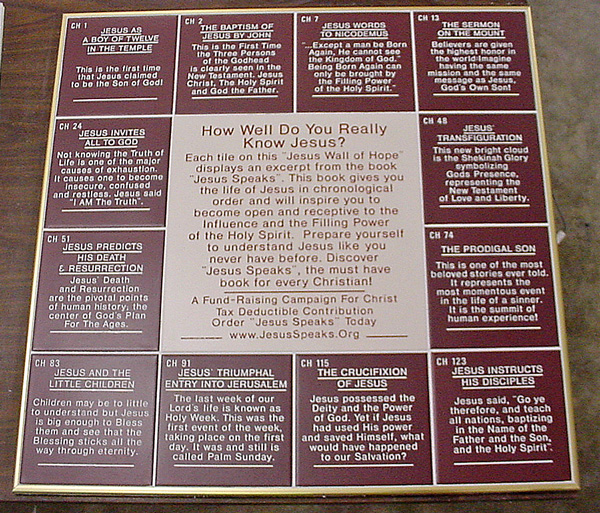 CH 1
JESUS AS
A BOY OF TWELVE
IN THE TEMPLE
This is the first time
that Jesus claimed
to be the Son of God!
CH 2
THE BAPTISM OF
JESUS BY JOHN
This is the First Time
the Three Persons
of the Godhead
is clearly seen in the
New Testament. Jesus
Christ, The Holy Spirit
and God the Father.
CH 7
JESUS WORDS
TO NICODEMUS
"...Except a man be Born
Again, He cannot see
the Kingdom of God."
Being Born Again can
only be brought by
the Filling Power
of the Holy Spirit."
CH 13
THE SERMON
ON THE MOUNT
Believers are given
the highest honor in
the world!Imagine
having the same
mission and the same
message as Jesus,
God's Own Son!
CH 24
JESUS INVITES
ALL TO GOD
Not knowing the Truth of
Life is one of the major
causes of exhaustion.
It causes one to become
insecure, confused
and restless. Jesus said
"I AM The Truth".
How Well Do You Really
Know Jesus?
Each tile on this "Jesus Wall of Hope"
displays an excerpt from the book
"Jesus Speaks". This book gives you
the life of Jesus in chronological
order and will inspire you to
become open and receptive to the
Influence and the Filling Power
of the Holy Spirit. Prepare yourself
to understand Jesus like you
never have before. Discover
"Jesus Speaks", the must have
book for every Christian!
A Fund-Raising Campaign For Christ
Tax Deductible Contribution
Order "Jesus Speaks" Today
www.JesusSpeaks.Org
CH 48
JESUS'
TRANSFIGURATION
This new bright cloud
is the Shekinah Glory
symbolizing
Gods Presence,
representing the
New Testament
of Love and Liberty.
CH 51
JESUS PREDICTS
HIS DEATH
& RESURRECTION
Jesus' Death
and Resurrection
are the pivotal points
of human history, the
center of God's Plan
For The Ages.
CH 74
THE PRODIGAL SON
This is one of the most
beloved stories ever told.
It represents the
most momentous event
in the life of a sinner.
It is the summit of
human experience!
CH 83
JESUS AND THE
LITTLE CHILDREN
Children may be to little
to understand but Jesus
is big enough to Bless
them and see that the
Blessing sticks all the
way through eternity.
CH 91
JESUS' TRIUMPHAL
ENTRY INTO JERUSALEM
The last week of our
Lord's life is known as
Holy Week. This was the
first event of the week,
taking place on the first
day. It was and still is
called Palm Sunday.
CH 115
THE CRUCIFIXION
OF JESUS
Jesus possessed the
Deity and the Power
of God. Yet if Jesus
had used His power
and saved Himself, what
would have happened
to our Salvation?
CH 123
JESUS INSTRUCTS
HIS DISCIPLES
Jesus said, "Go ye
therefore, and teach
all nations, baptizing
in the Name of the
Father and the Son,
and the Holy Spirit".